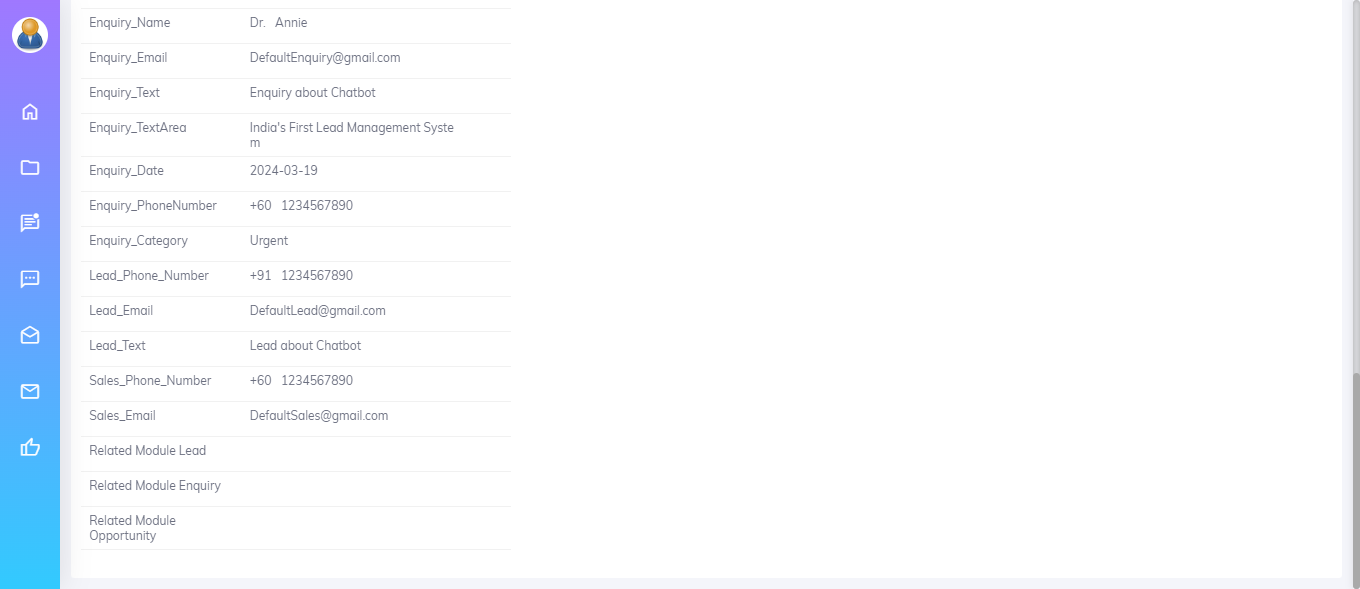 Enquiry_Name Dr. Annie
Enquiry_Email DefaultEnquiry@gmail.com
Enquiry_Text Enquiry about Chatbot
Enquiry_TextArea India's First Lead Management Syste
m
Enquiry_Date 2024-03-19
Enquiry_PhoneNumber +60 1234567890
Enquiry_Category Urgent
Lead_Phone_Number +91 1234567890
Lead_Email DefaultLead@gmail.com
Lead_Text Lead about Chatbot
Sales_Phone_Number +60 1234567890
Sales_Email DefaultSales@gmail.com
Related Module Lead
Related Module Enquiry
Related Module
Opportunity